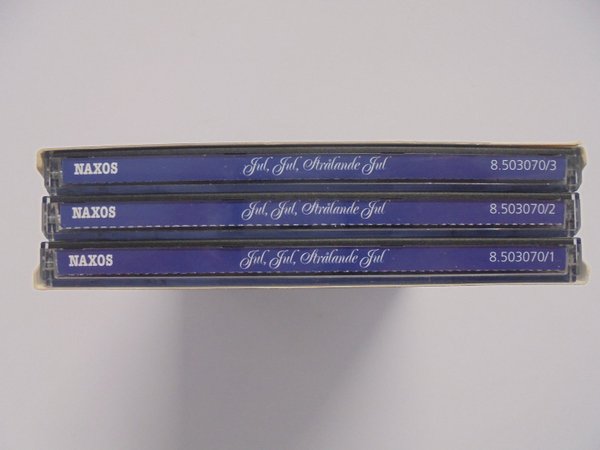 NAXOS Jul, Jul, Strålande Jul 8.503070/3
NAXOS Jul, Jul, Strålande Jul 8.503070/2
NAXOS Jul, Jul, Strålande Jul 8.503070/1